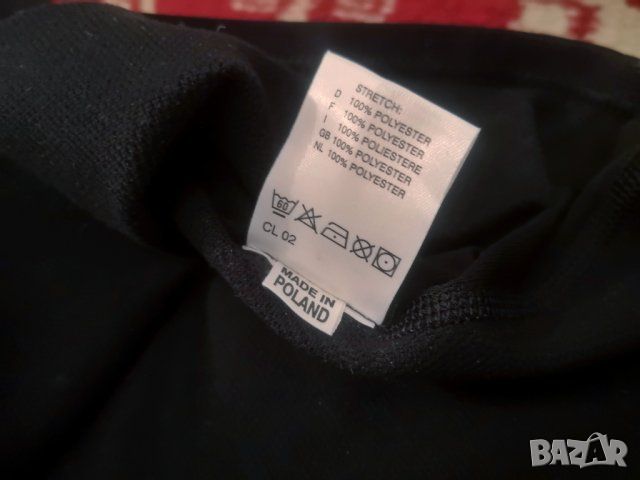 STRETCH:
D 100% POLYESTER
F 100% POLYESTER
I 100% POLIESTERE
GB 100% POLYESTER
NL 100% POLYESTER
60
CL 02
MADE IN
POLAND
BAZAR